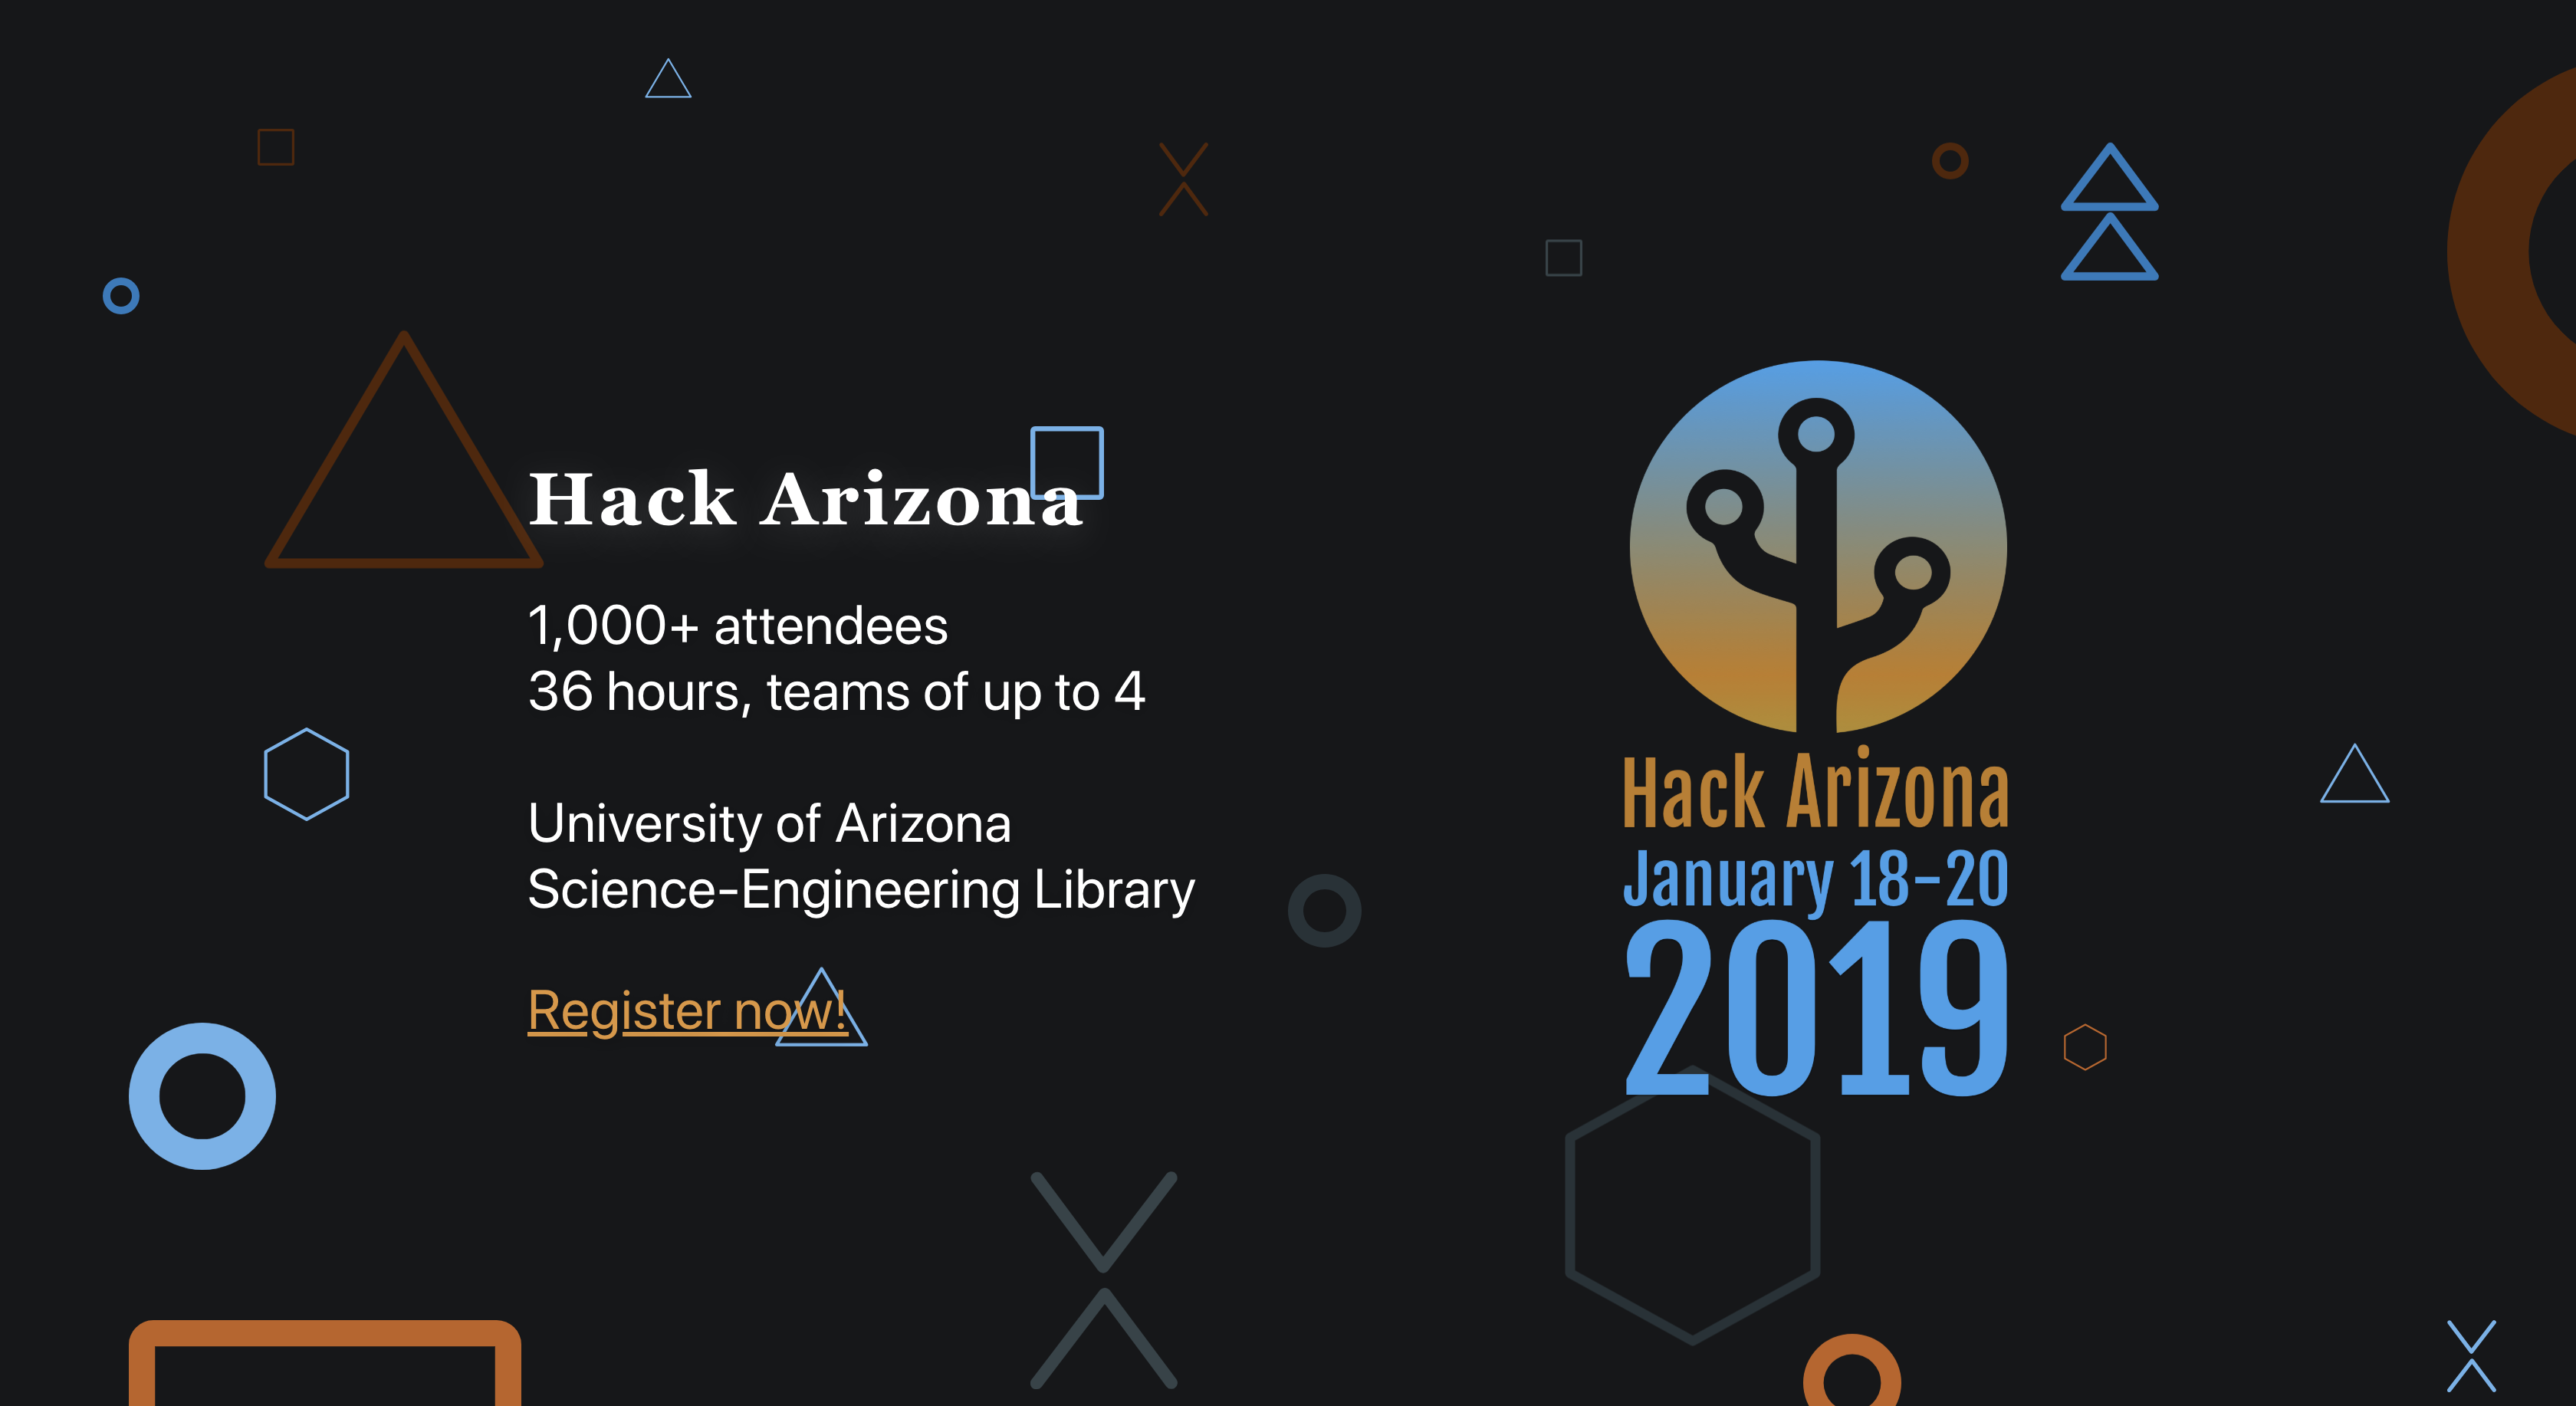 Hack Arizona
1,000+ attendees
36 hours, teams of up to 4
University of Arizona
Science-Engineering Library
Register now!
Hack Arizona
January 18-20
2019